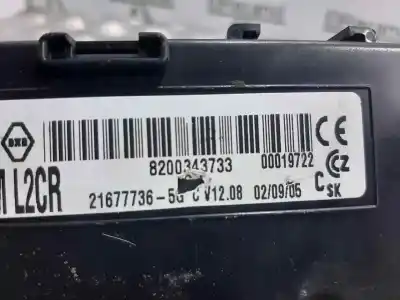 8200343733 00019722
M L2CR
21677736-5G C V12.08 02/09/05
CE
CZ
C SK